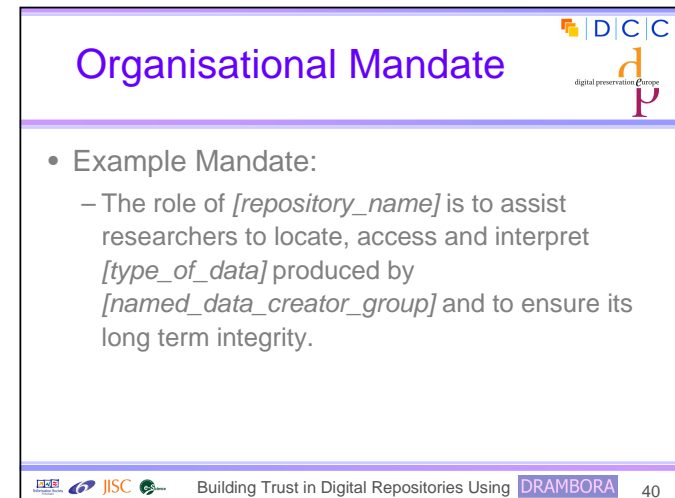 D|C|C
Organisational Mandate
digital preservation europe
dp
• Example Mandate:
– The role of [repository_name] is to assist
researchers to locate, access and interpret
[type_of_data] produced by
[named_data_creator_group] and to ensure its
long term integrity.
JISC
Building Trust in Digital Repositories Using DRAMBORA
40